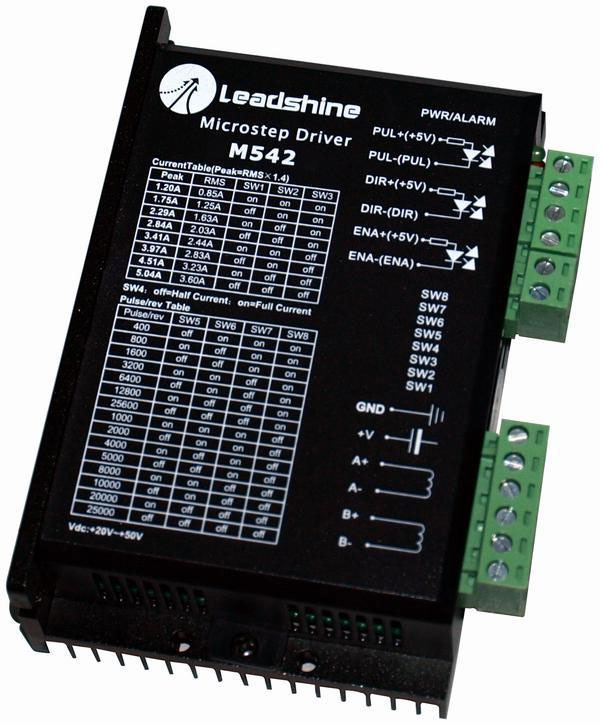 Leadshine
Microstep Driver
M542
CurrentTable(Peak=RMS×1.4)
Peak RMS SW1 SW2 SW3
1.20A 0.85A on on on
1.75A 1.25A off on on
2.29A 1.63A on off on
2.84A 2.03A off off on
3.41A 2.44A on on off
3.97A 2.83A off on off
4.51A 3.23A on off off
5.04A 3.60A off off off
SW4: off=Half Current; on=Full Current
Pulse/rev Table
Pulse/rev SW5 SW6 SW7 SW8
400 off on on on
800 on off on on
1600 off off on on
3200 on on off on
6400 off on off on
12800 on off off on
25600 off off off on
1000 on on on off
2000 off on on off
4000 on off on off
5000 off off on off
8000 on on off off
10000 off on off off
20000 on off off off
25000 off off off off
Vdc:+20V~+50V
PWR/ALARM
PUL+(+5V)
PUL-(PUL)
DIR+(+5V)
DIR-(DIR)
ENA+(+5V)
ENA-(ENA)
SW8
SW7
SW6
SW5
SW4
SW3
SW2
SW1
GND
+V
A+
A-
B+
B-